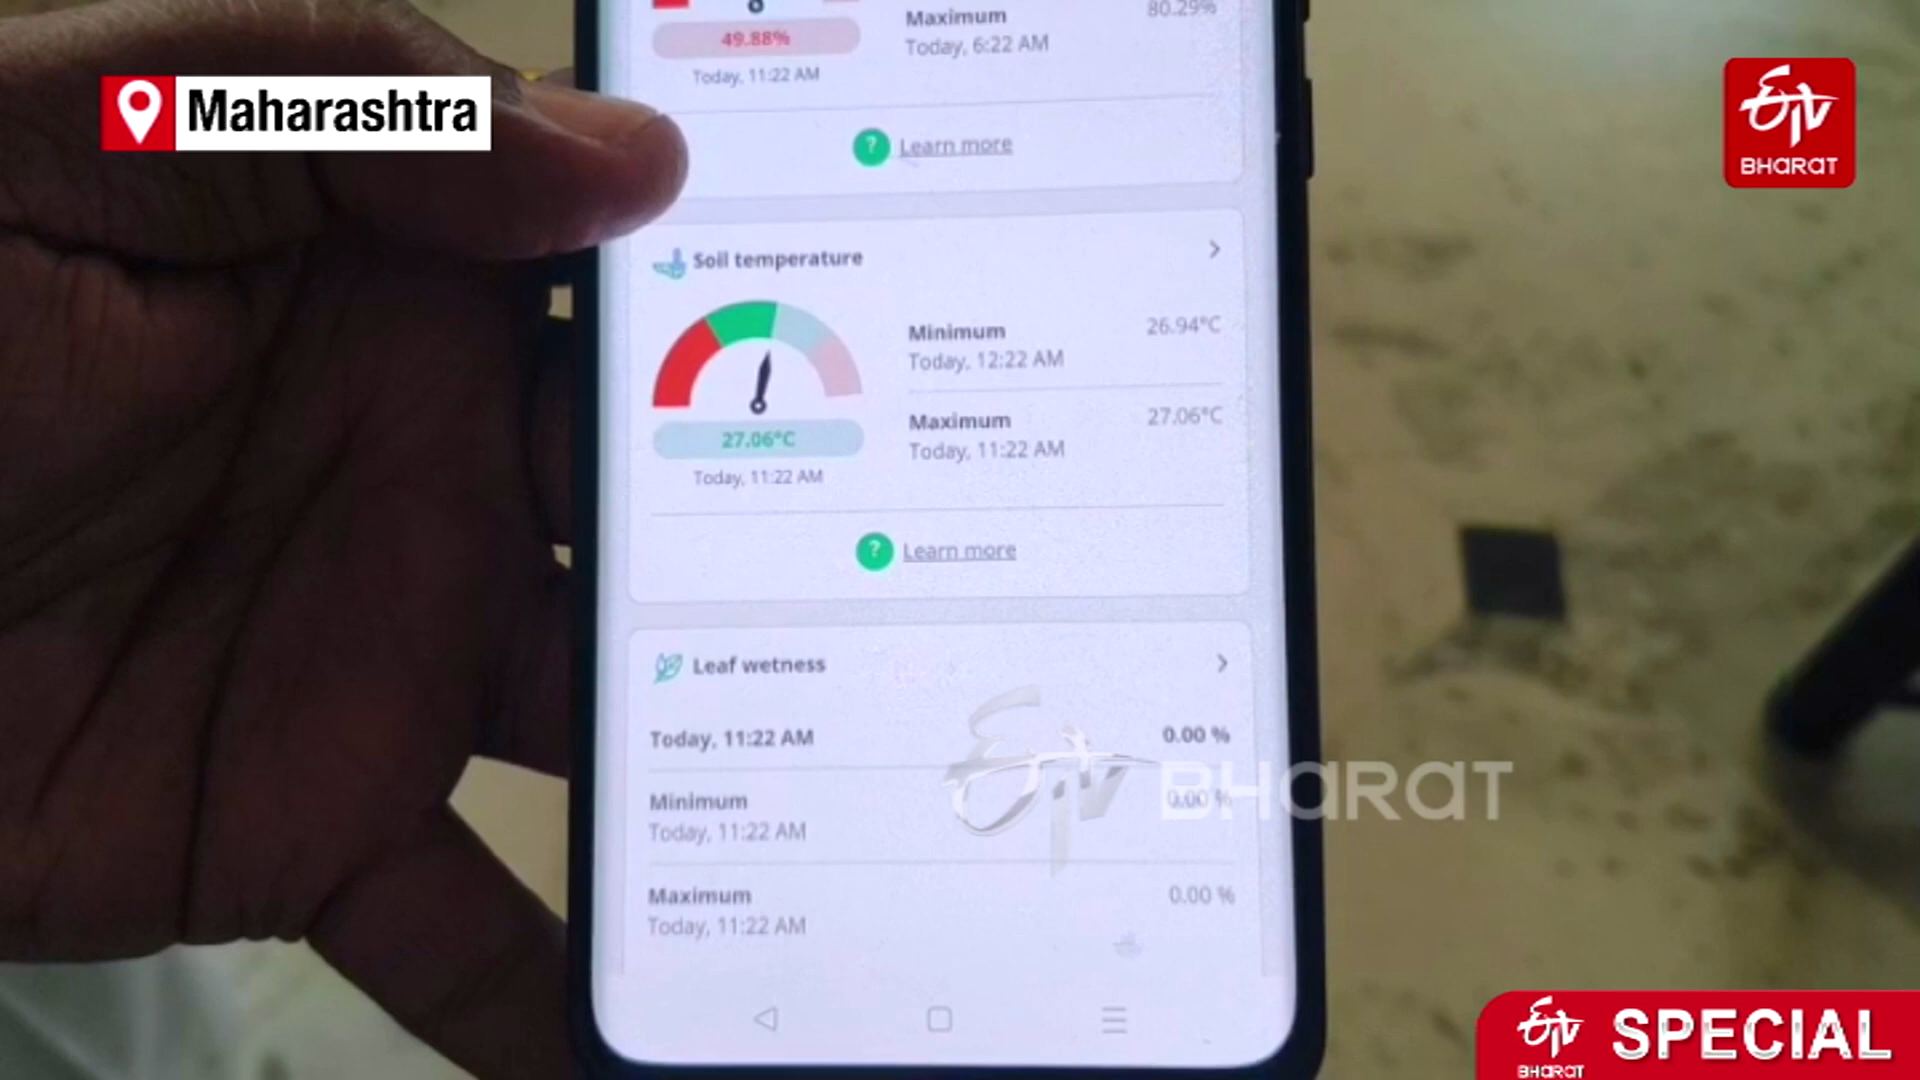 Maximum
80.29%
49.88%
Today, 6:22 AM
Today, 11:22 AM
Maharashtra
ETV
BHARAT
? Learn more
Soil temperature
Minimum
26.94°C
Today, 12:22 AM
Maximum
27.06°C
27.06°C
Today, 11:22 AM
Today, 11:22 AM
? Learn more
Leaf wetness
Today, 11:22 AM
0.00 %
ETV BHARAT
Minimum
0.00 %
Today, 11:22 AM
Maximum
0.00 %
Today, 11:22 AM
ETV
BHARAT
SPECIAL